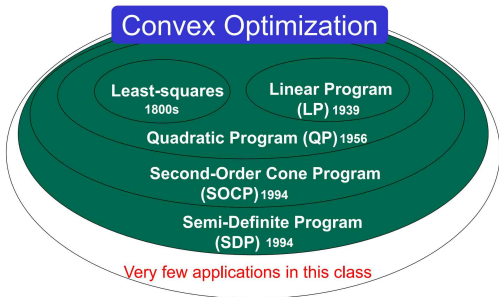 Convex Optimization
Least-squares
1800s
Linear Program
(LP) 1939
Quadratic Program (QP) 1956
Second-Order Cone Program
(SOCP) 1994
Semi-Definite Program
(SDP) 1994
Very few applications in this class